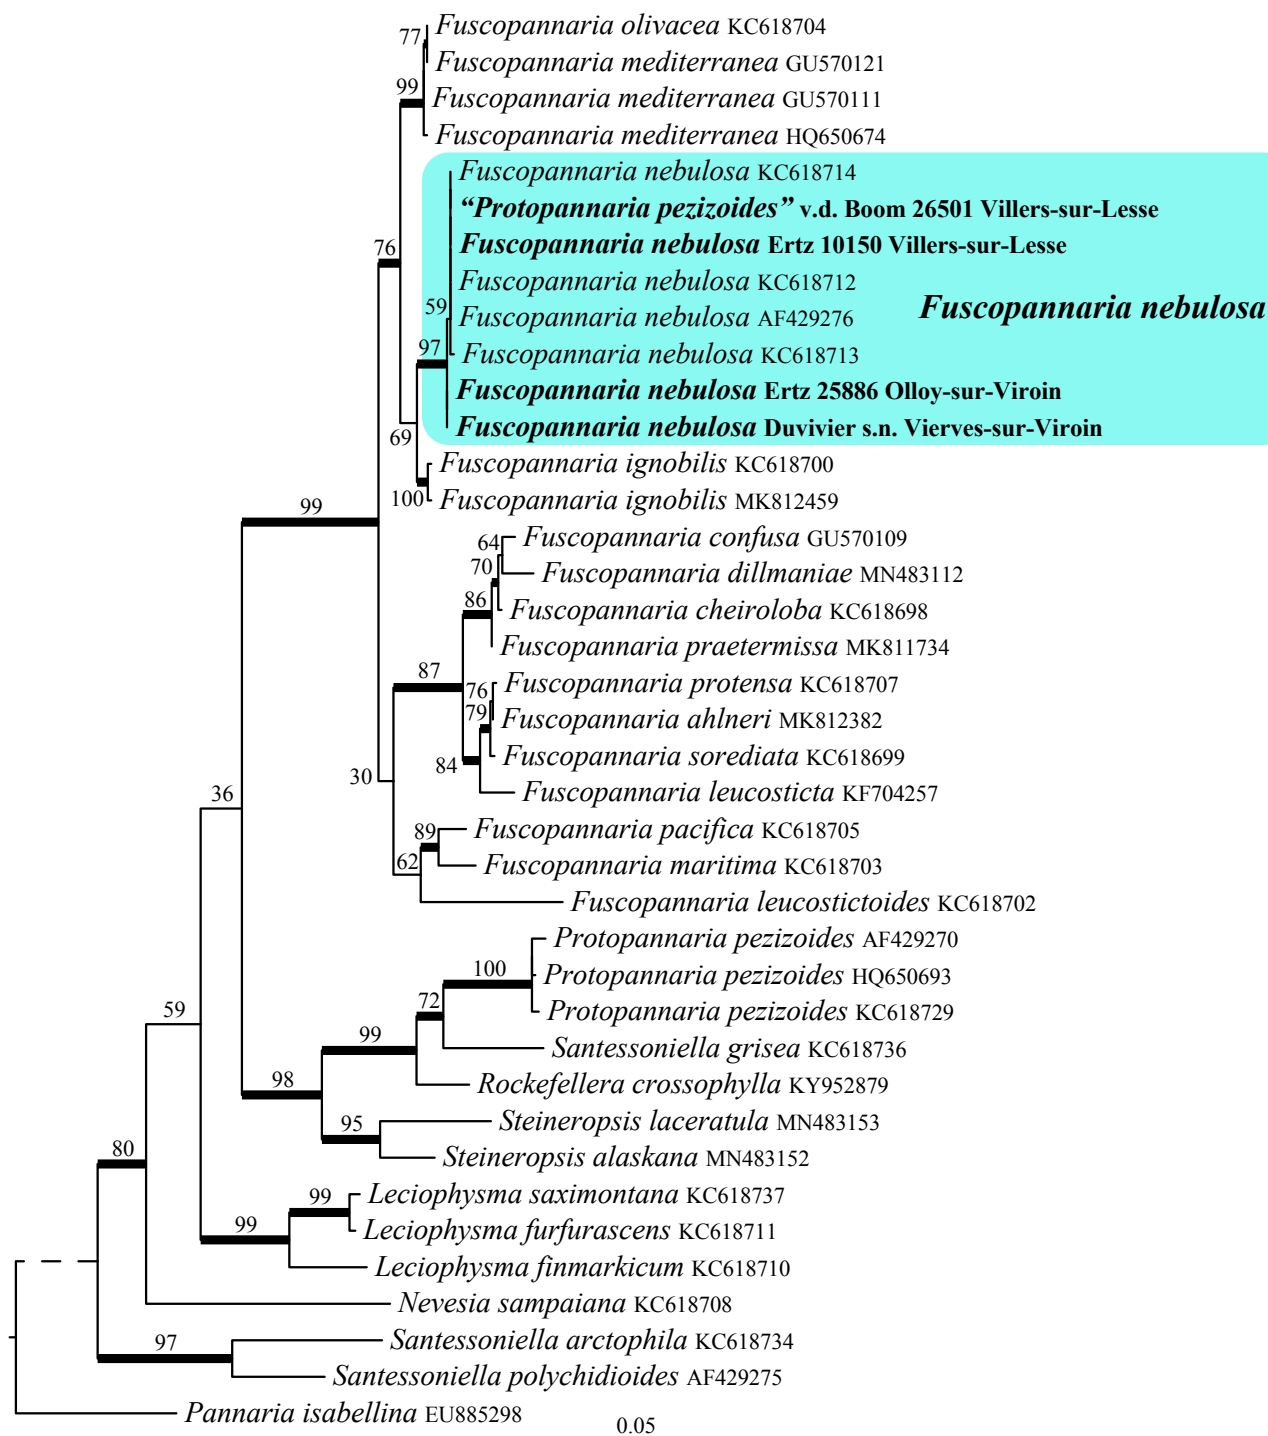 77
Fuscopannaria olivacea KC618704
Fuscopannaria mediterranea GU570121
99
Fuscopannaria mediterranea GU570111
Fuscopannaria mediterranea HQ650674
Fuscopannaria nebulosa KC618714
“Protopannaria pezizoides” v.d. Boom 26501 Villers-sur-Lesse
76
Fuscopannaria nebulosa Ertz 10150 Villers-sur-Lesse
Fuscopannaria nebulosa KC618712
59
Fuscopannaria nebulosa
Fuscopannaria nebulosa AF429276
97
Fuscopannaria nebulosa KC618713
Fuscopannaria nebulosa Ertz 25886 Olloy-sur-Viroin
Fuscopannaria nebulosa Duvivier s.n. Vierves-sur-Viroin
69
Fuscopannaria ignobilis KC618700
100
Fuscopannaria ignobilis MK812459
99
64
Fuscopannaria confusa GU570109
70
Fuscopannaria dillmaniae MN483112
86
Fuscopannaria cheiroloba KC618698
Fuscopannaria praetermissa MK811734
87
76
Fuscopannaria protensa KC618707
79
Fuscopannaria ahlneri MK812382
Fuscopannaria sorediata KC618699
84
30
Fuscopannaria leucosticta KF704257
36
89
Fuscopannaria pacifica KC618705
62
Fuscopannaria maritima KC618703
Fuscopannaria leucostictoides KC618702
Protopannaria pezizoides AF429270
100
Protopannaria pezizoides HQ650693
72
Protopannaria pezizoides KC618729
59
99
Santessoniella grisea KC618736
98
Rockefellera crossophylla KY952879
95
Steineropsis laceratula MN483153
80
Steineropsis alaskana MN483152
99
Leciophysma saximontana KC618737
99
Leciophysma furfurascens KC618711
Leciophysma finmarkicum KC618710
Nevesia sampaiana KC618708
97
Santessoniella arctophila KC618734
Santessoniella polychidioides AF429275
Pannaria isabellina EU885298
0.05